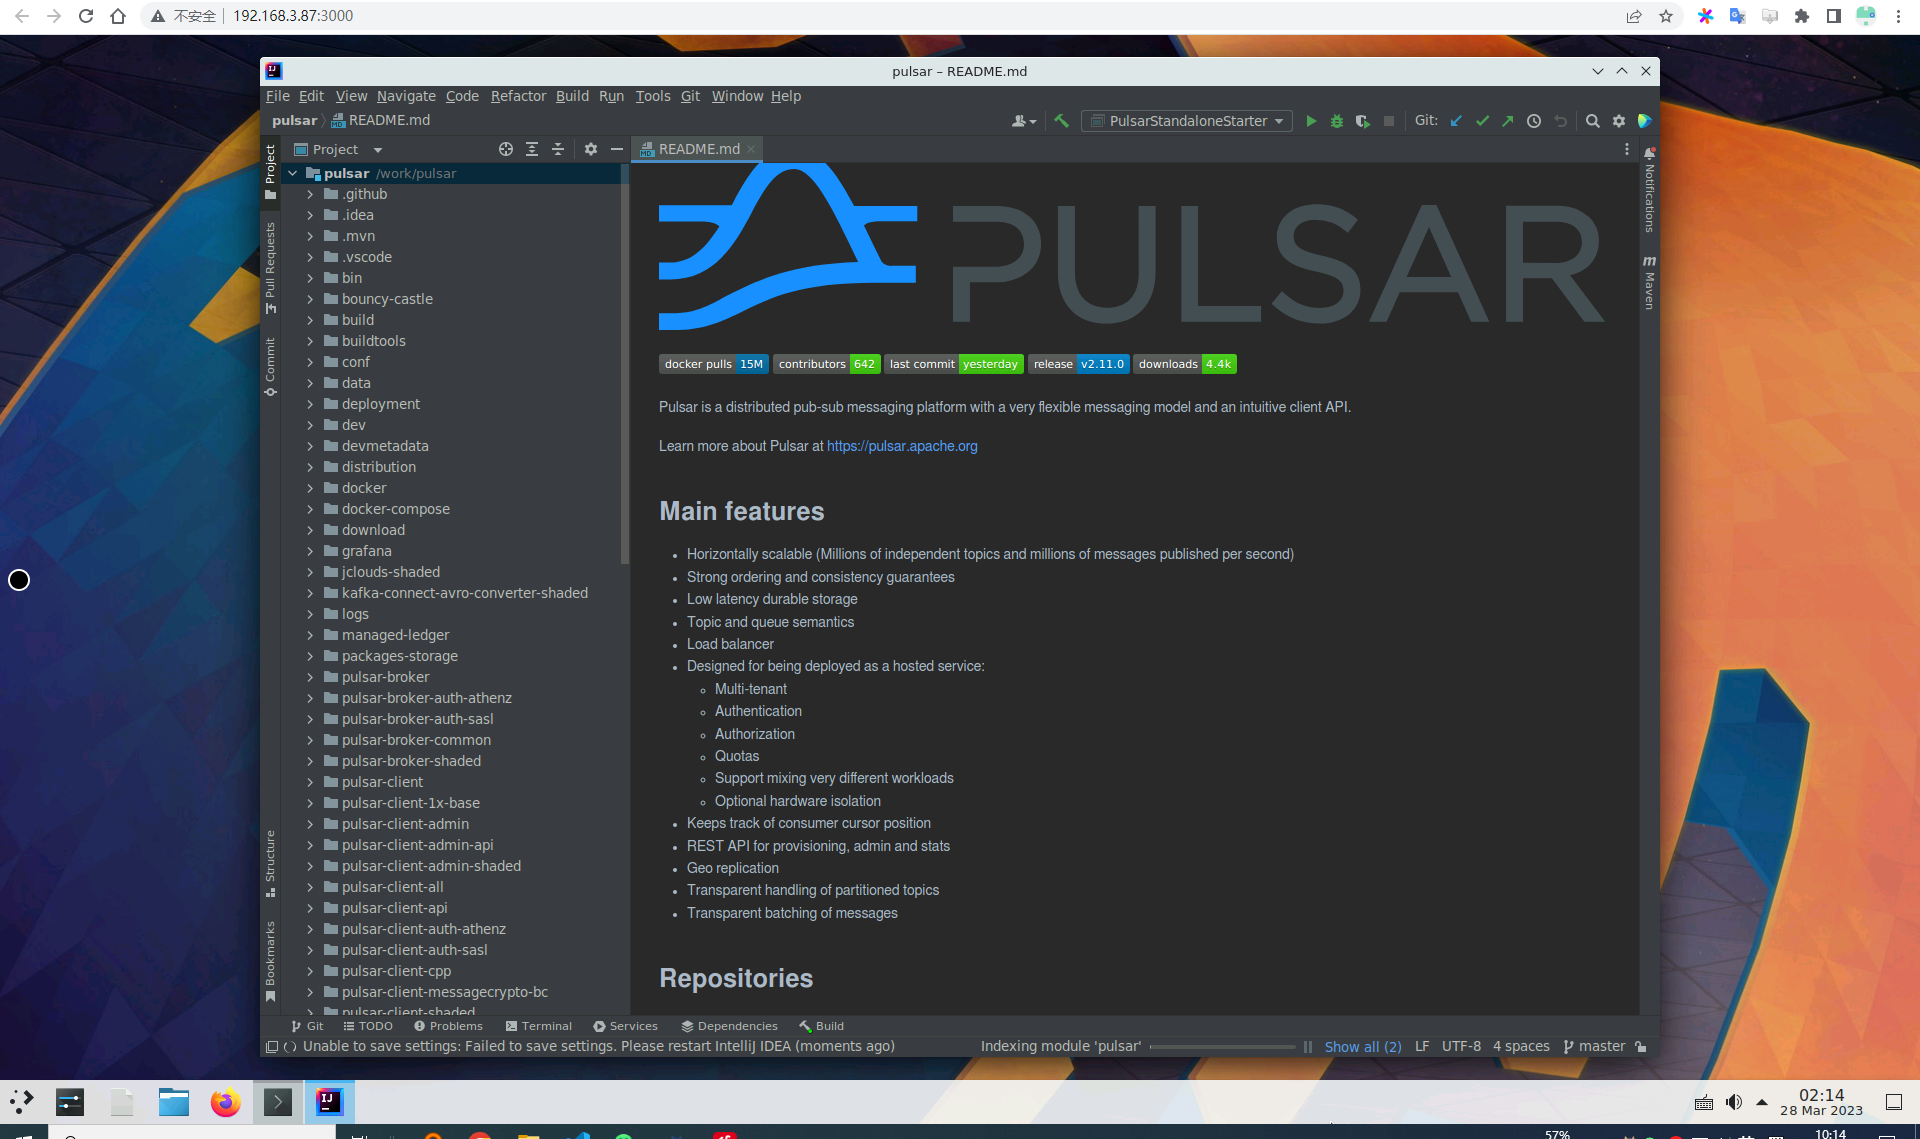 不安全 192.168.3.87:3000
pulsar – README.md
File Edit View Navigate Code Refactor Build Run Tools Git Window Help
pulsar README.md PulsarStandaloneStarter Git:
Project README.md
Project
Pull Requests
Commit
Structure
Bookmarks
pulsar /work/pulsar
.github
.idea
.mvn
.vscode
bin
bouncy-castle
build
buildtools
conf
data
deployment
dev
devmetadata
distribution
docker
docker-compose
download
grafana
jclouds-shaded
kafka-connect-avro-converter-shaded
logs
managed-ledger
packages-storage
pulsar-broker
pulsar-broker-auth-athenz
pulsar-broker-auth-sasl
pulsar-broker-common
pulsar-broker-shaded
pulsar-client
pulsar-client-1x-base
pulsar-client-admin
pulsar-client-admin-api
pulsar-client-admin-shaded
pulsar-client-all
pulsar-client-api
pulsar-client-auth-athenz
pulsar-client-auth-sasl
pulsar-client-cpp
pulsar-client-messagecrypto-bc
pulsar-client-shaded
PULSAR
docker pulls 15M contributors 642 last commit yesterday release v2.11.0 downloads 4.4k
Pulsar is a distributed pub-sub messaging platform with a very flexible messaging model and an intuitive client API.
Learn more about Pulsar at https://pulsar.apache.org
Main features
Horizontally scalable (Millions of independent topics and millions of messages published per second)
Strong ordering and consistency guarantees
Low latency durable storage
Topic and queue semantics
Load balancer
Designed for being deployed as a hosted service:
Multi-tenant
Authentication
Authorization
Quotas
Support mixing very different workloads
Optional hardware isolation
Keeps track of consumer cursor position
REST API for provisioning, admin and stats
Geo replication
Transparent handling of partitioned topics
Transparent batching of messages
Repositories
Notifications
Maven
Git TODO Problems Terminal Services Dependencies Build
Unable to save settings: Failed to save settings. Please restart IntelliJ IDEA (moments ago) Indexing module 'pulsar' Show all (2) LF UTF-8 4 spaces master
02:14
28 Mar 2023
57%
10:14